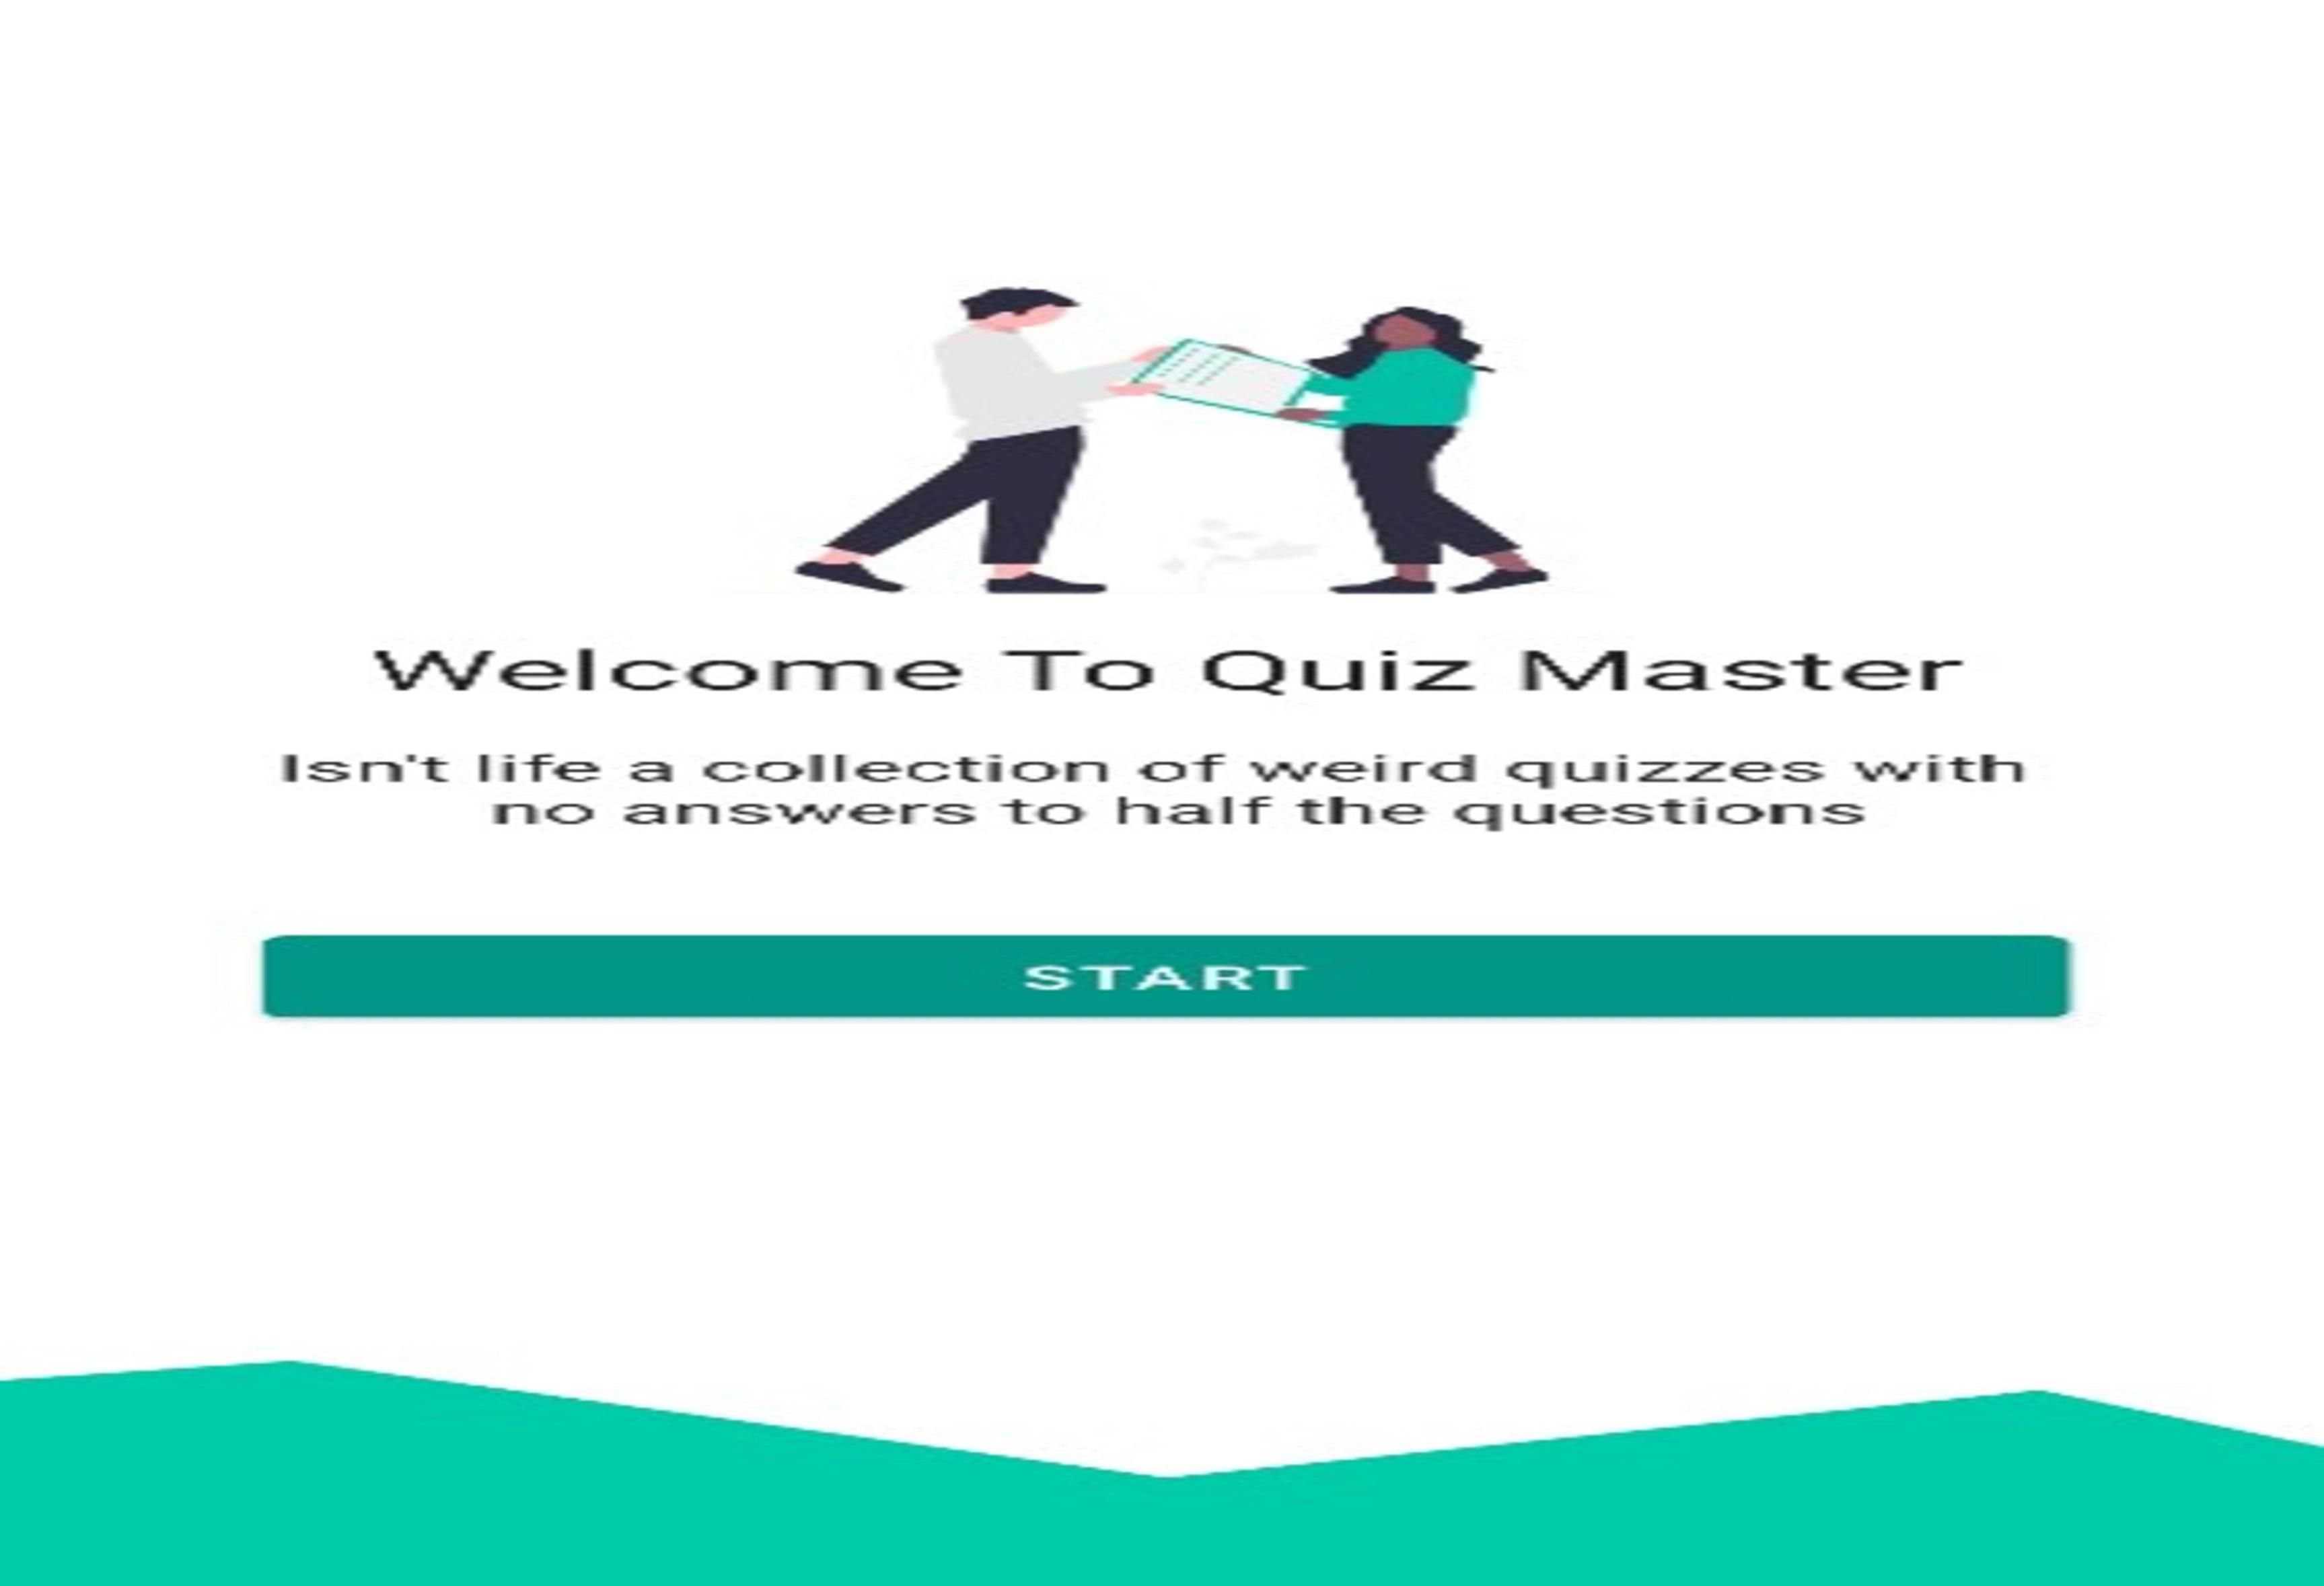 Welcome To Quiz Master
Isn't life a collection of weird quizzes with
no answers to half the questions
START